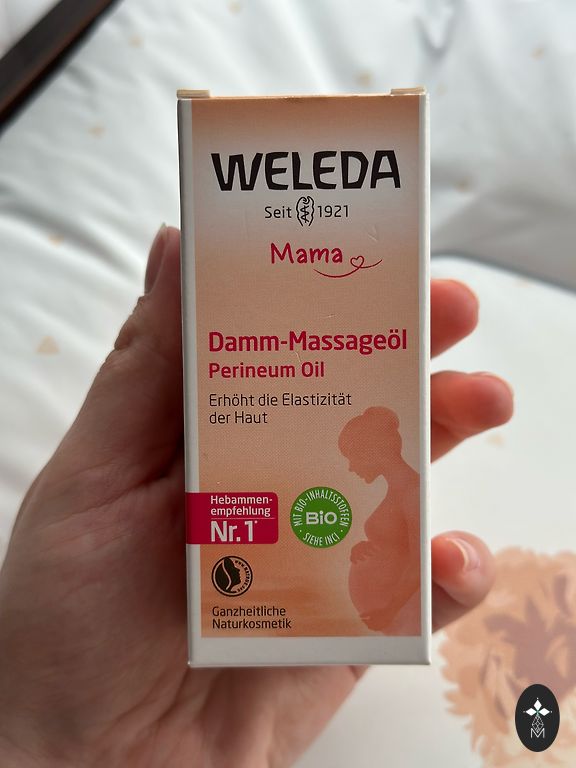 WELEDA
Seit 1921
Mama
Damm-Massageöl
Perineum Oil
Erhöht die Elastizität
der Haut
Hebammen-
empfehlung
Nr.1*
MIT BIO-INHALTSSTOFFEN
BIO
SIEHE INCI
Ganzheitliche
Naturkosmetik
M